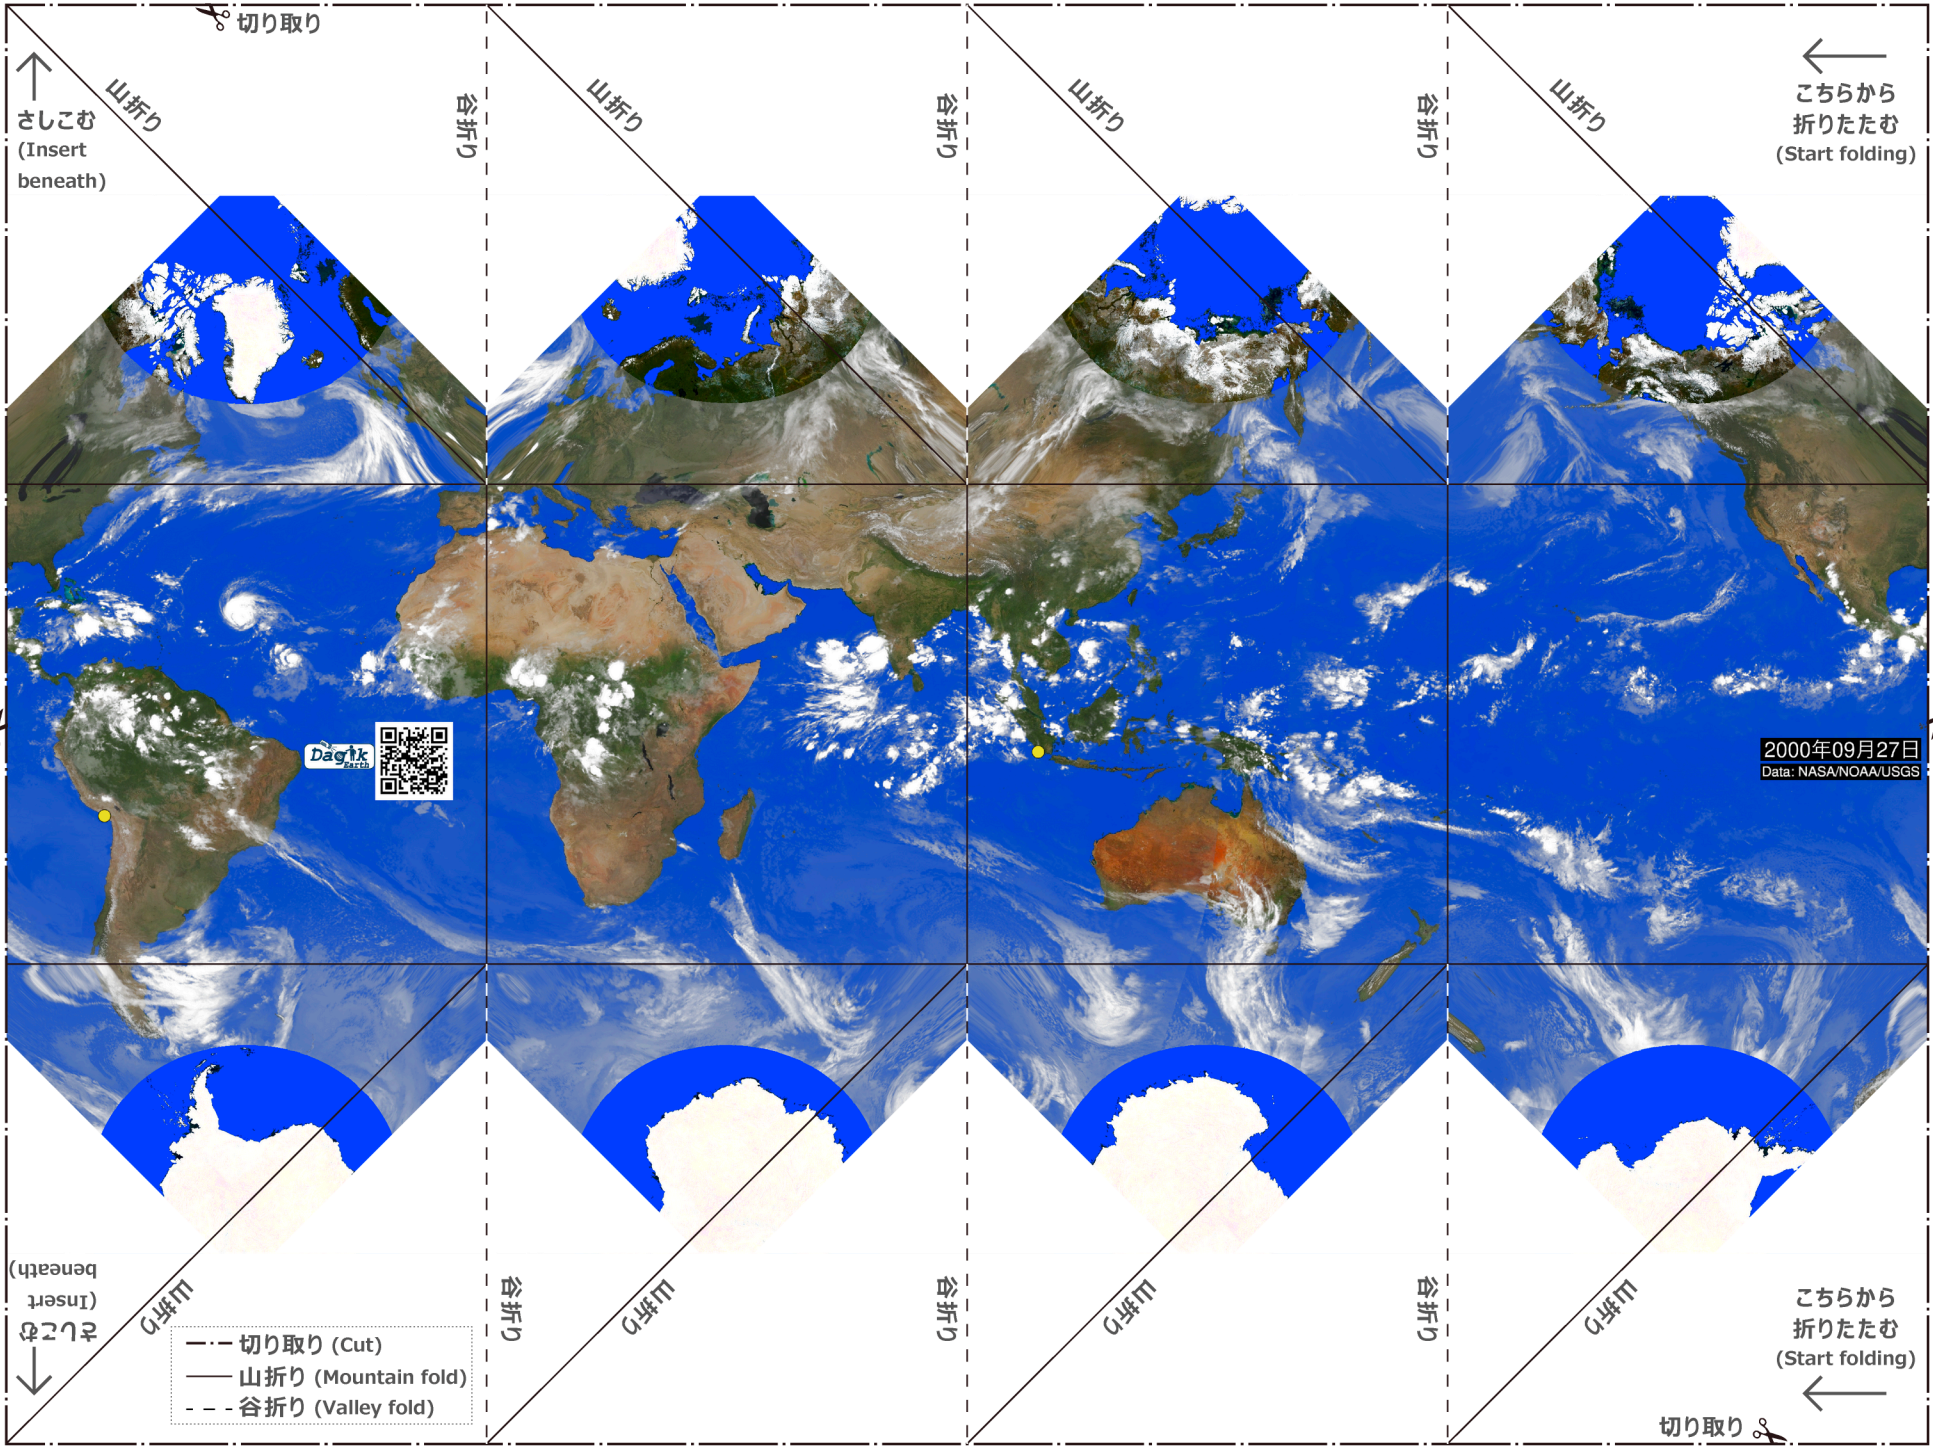 切り取り
山折り
谷折り
山折り
谷折り
山折り
谷折り
山折り
さしこむ
(Insert
beneath)
こちらから
折りたたむ
(Start folding)
Dagik
Earth
2000年09月27日
Data: NASA/NOAA/USGS
さしこむ
(Insert
beneath)
山折り
谷折り
山折り
谷折り
山折り
谷折り
山折り
こちらから
折りたたむ
(Start folding)
切り取り (Cut)
山折り (Mountain fold)
谷折り (Valley fold)
切り取り